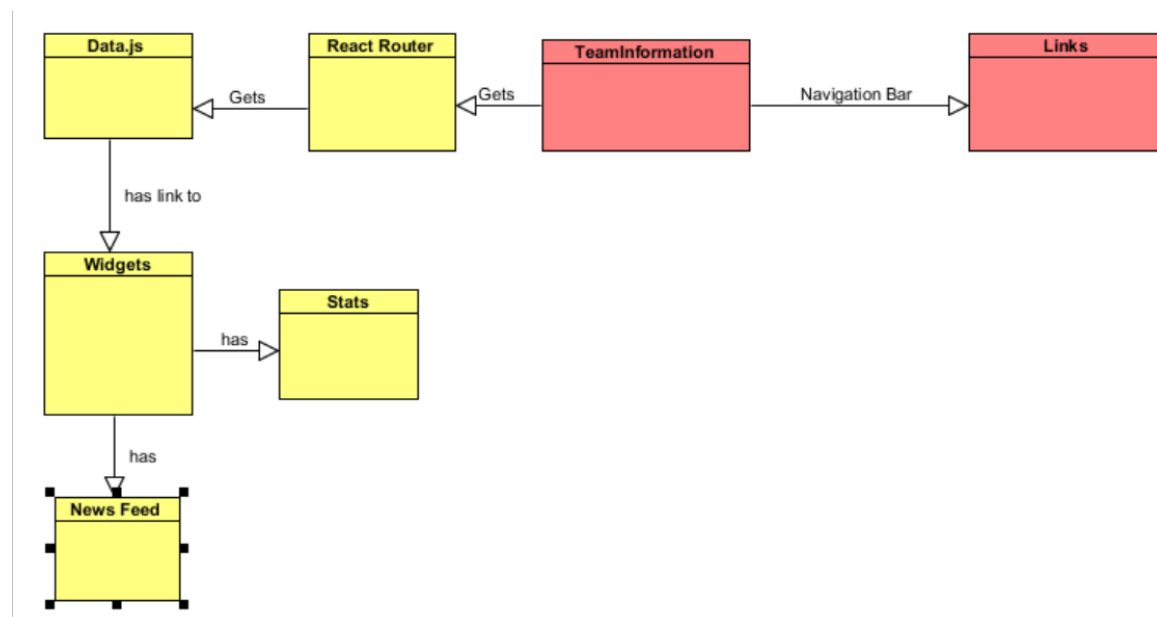 Data.js
React Router
TeamInformation
Links
Gets
Gets
Navigation Bar
has link to
Widgets
Stats
has
has
News Feed